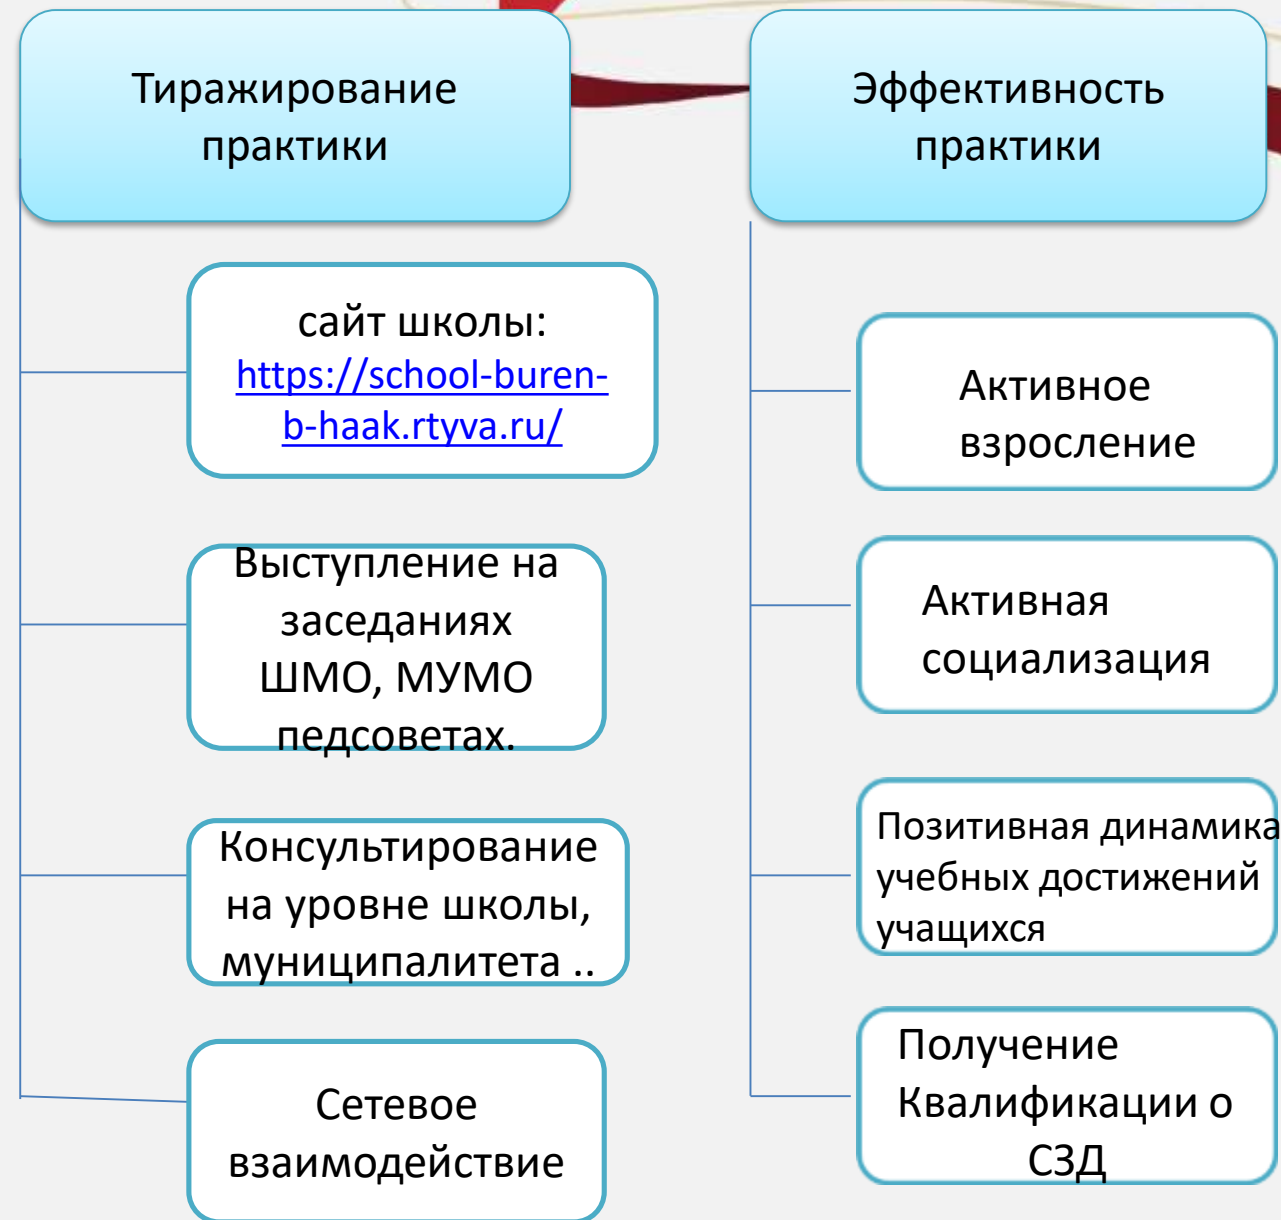 Тиражирование
практики
сайт школы:
https://school-buren-
b-haak.rtyva.ru/
Выступление на
заседаниях
ШМО, МУМО
педсоветах.
Консультирование
на уровне школы,
муниципалитета ..
Сетевое
взаимодействие
Эффективность
практики
Активное
взросление
Активная
социализация
Позитивная динамика
учебных достижений
учащихся
Получение
Квалификации о
СЗД